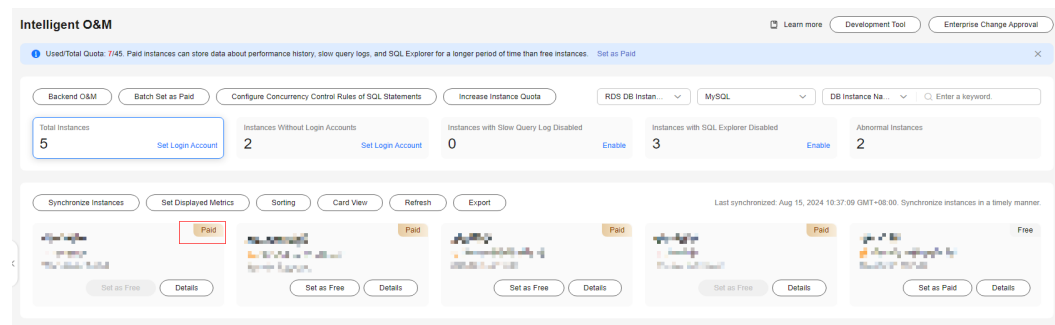 Intelligent O&M
Learn more Development Tool Enterprise Change Approval
Used/Total Quota: 7/45. Paid instances can store data about performance history, slow query logs, and SQL Explorer for a longer period of time than free instances. Set as Paid
Backend O&M Batch Set as Paid Configure Concurrency Control Rules of SQL Statements Increase Instance Quota RDS DB Instan... MySQL DB Instance Na... Enter a keyword.
Total Instances Instances Without Login Accounts Instances with Slow Query Log Disabled Instances with SQL Explorer Disabled Abnormal Instances
5 Set Login Account 2 Set Login Account 0 Enable 3 Enable 2
Synchronize Instances Set Displayed Metrics Sorting Card View Refresh Export Last synchronized: Aug 15, 2024 10:37:09 GMT+08:00. Synchronize instances in a timely manner.
Paid Paid Paid Paid Free
Set as Free Details Set as Free Details Set as Free Details Set as Free Details Set as Paid Details